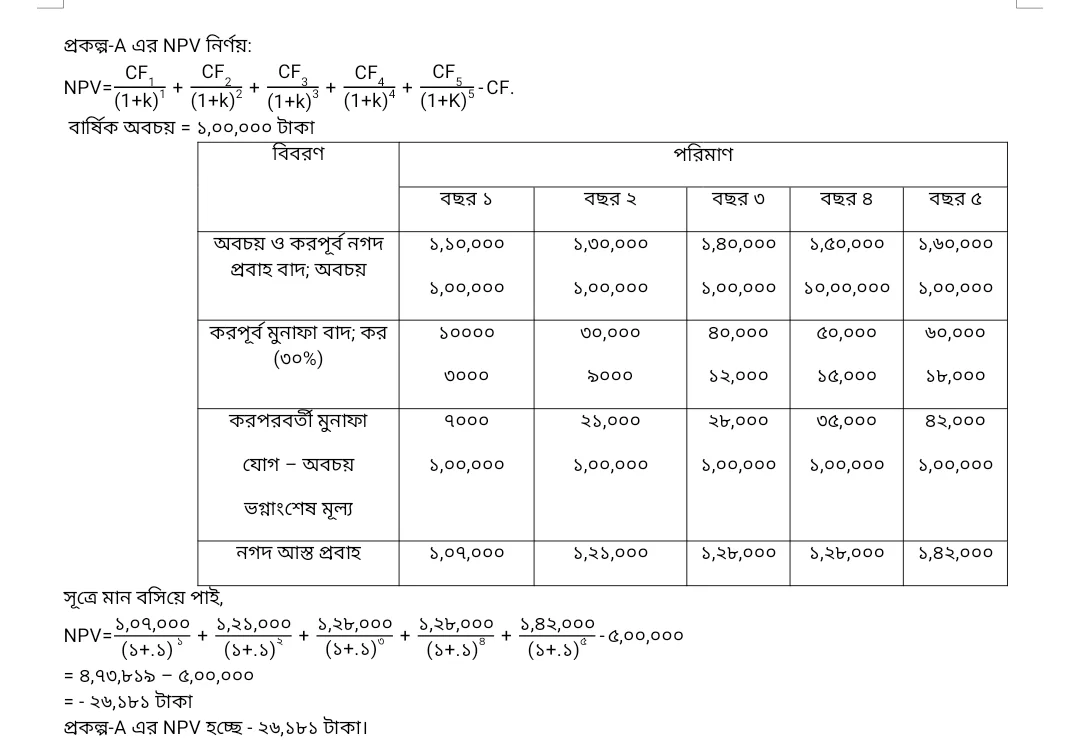 প্রকল্প-A এর NPV নির্ণয়:
NPV=CF₁/(1+k)¹ + CF₂/(1+k)² + CF₃/(1+k)³ + CF₄/(1+k)⁴ + CF₅/(1+K)⁵ - CF.
বার্ষিক অবচয় = ১,০০,০০০ টাকা
বিবরণ পরিমাণ
বছর ১ বছর ২ বছর ৩ বছর ৪ বছর ৫
অবচয় ও করপূর্ব নগদ ১,১০,০০০ ১,৩০,০০০ ১,৪০,০০০ ১,৫০,০০০ ১,৬০,০০০
প্রবাহ বাদ; অবচয়
১,০০,০০০ ১,০০,০০০ ১,০০,০০০ ১০,০০,০০০ ১,০০,০০০
করপূর্ব মুনাফা বাদ; কর ১০০০০ ৩০,০০০ ৪০,০০০ ৫০,০০০ ৬০,০০০
(৩০%)
৩০০০ ৯০০০ ১২,০০০ ১৫,০০০ ১৮,০০০
করপরবর্তী মুনাফা ৭০০০ ২১,০০০ ২৮,০০০ ৩৫,০০০ ৪২,০০০
যোগ – অবচয় ১,০০,০০০ ১,০০,০০০ ১,০০,০০০ ১,০০,০০০ ১,০০,০০০
ভগ্নাংশেষ মূল্য
নগদ আস্ত প্রবাহ ১,০৭,০০০ ১,২১,০০০ ১,২৮,০০০ ১,২৮,০০০ ১,৪২,০০০
সূত্রে মান বসিয়ে পাই,
NPV=১,০৭,০০০/(১+.১)^১ + ১,২১,০০০/(১+.১)^২ + ১,২৮,০০০/(১+.১)^৩ + ১,২৮,০০০/(১+.১)^৪ + ১,৪২,০০০/(১+.১)^৫ - ৫,০০,০০০
= ৪,৭৩,৮১৯ – ৫,০০,০০০
= - ২৬,১৮১ টাকা
প্রকল্প-A এর NPV হচ্ছে - ২৬,১৮১ টাকা।